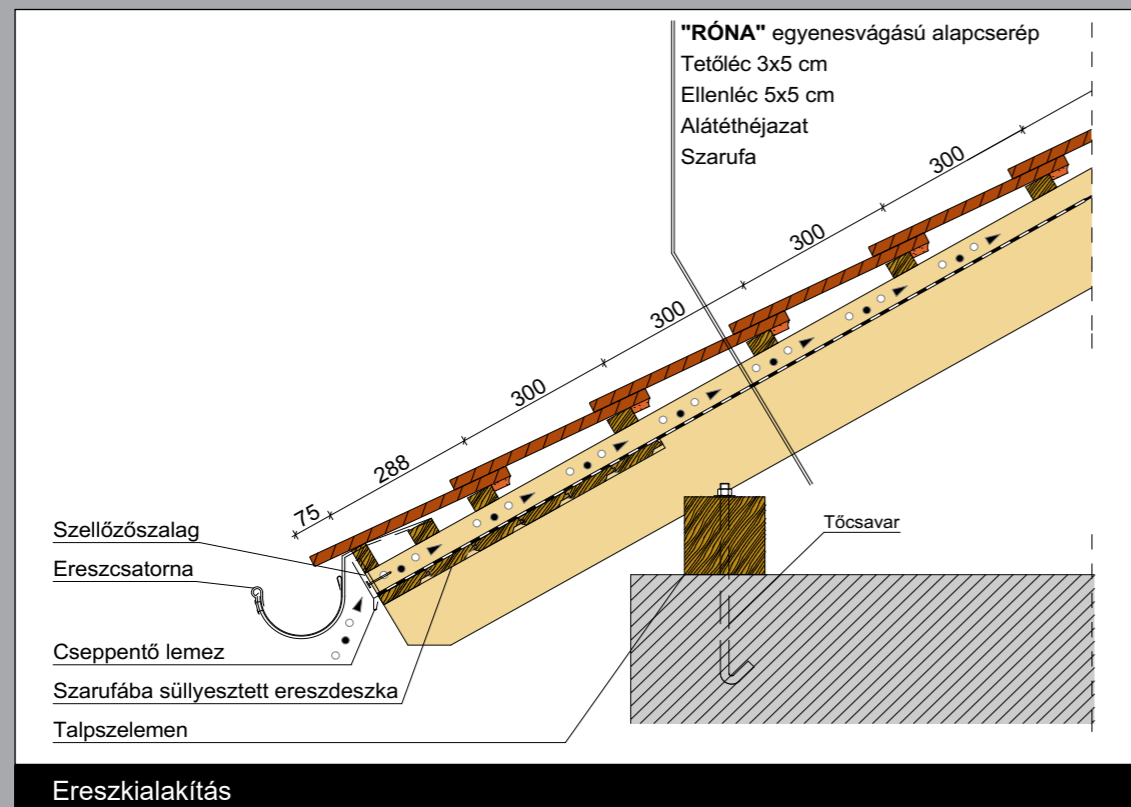 "RÓNA" egyenesvágású alapcserép
Tetőléc 3x5 cm
Ellenléc 5x5 cm
Alátéthéjazat
Szarufa
300
300
300
300
288
75
Szellőzőszalag
Ereszcsatorna
Tőcsavar
Cseppentő lemez
Szarufába süllyesztett ereszdeszka
Talpszelemen
Ereszkialakítás